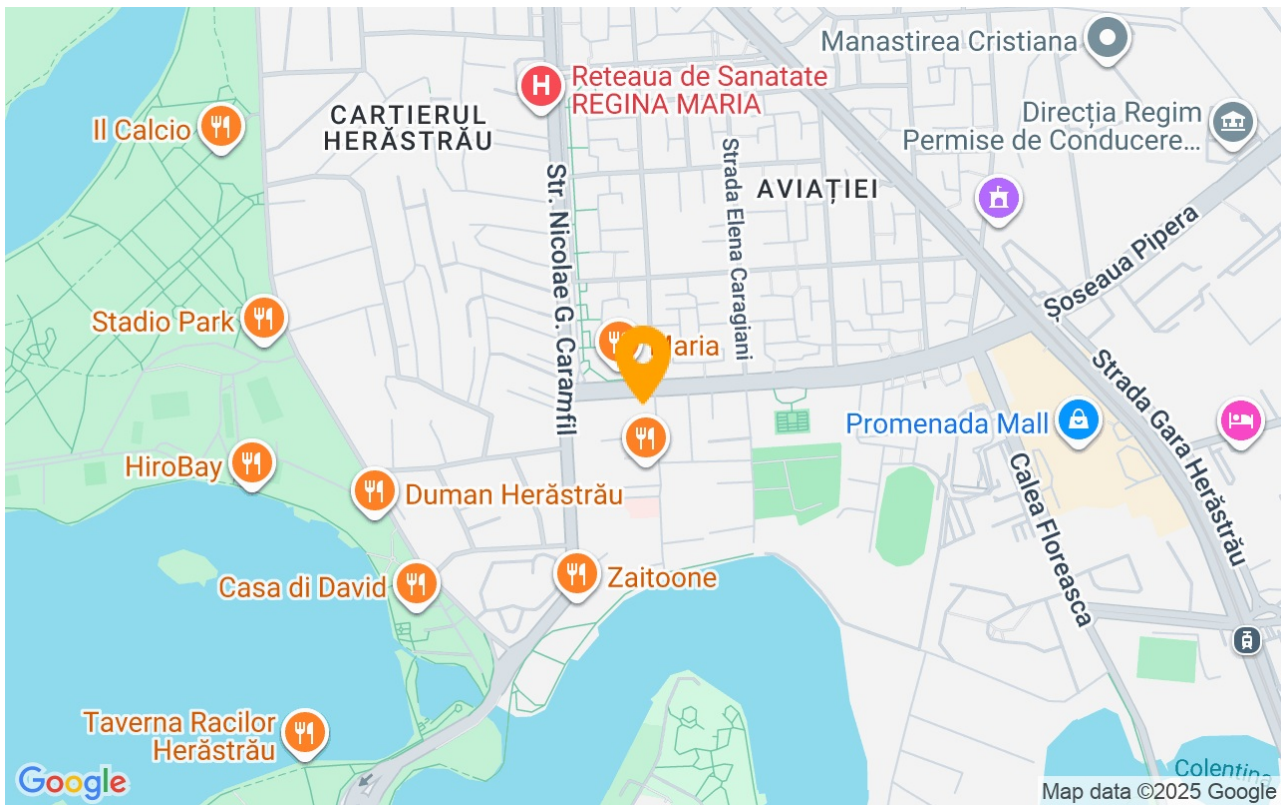 Manastirea Cristiana
Reteaua de Sanatate
REGINA MARIA
CARTIERUL
HERĂSTRĂU
Il Calcio
Direcția Regim
Permise de Conducere...
Strada Elena Caragiani
AVIAȚIEI
Str. Nicolae G. Caramfil
Șoseaua Pipera
Stadio Park
Maria
Strada Gara Herăstrău
Promenada Mall
HiroBay
Duman Herăstrău
Calea Floreasca
Casa di David
Zaitoone
Taverna Racilor
Herăstrău
Colentina
Google
Map data ©2025 Google